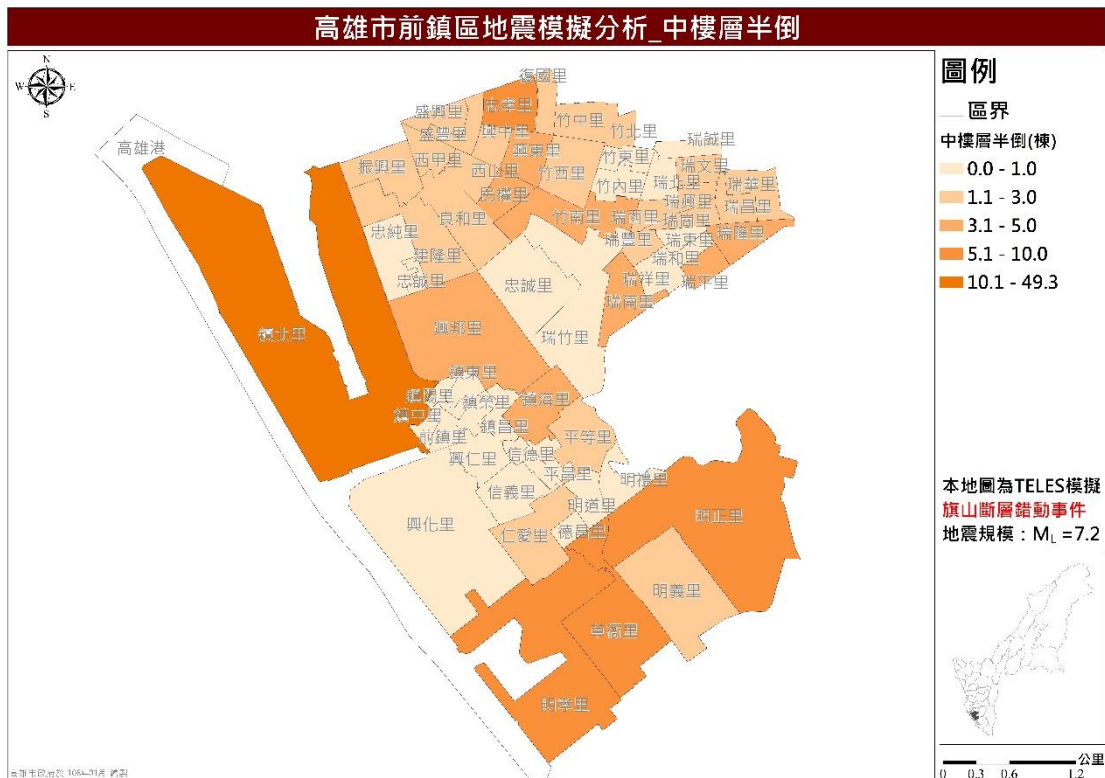 高雄市前鎮區地震模擬分析_中樓層半倒
N
W
E
S
圖例
區界
中樓層半倒(棟)
0.0 - 1.0
1.1 - 3.0
3.1 - 5.0
5.1 - 10.0
10.1 - 49.3
高雄港
復國里
盛興里
忠孝里
竹中里
盛豐里
興中里
竹北里
瑞誠里
興東里
竹東里
瑞文里
振興里
西甲里
西山里
竹西里
竹內里
瑞北里
瑞華里
民權里
瑞興里
瑞昌里
良和里
竹南里
瑞西里
瑞崗里
忠純里
瑞豐里
瑞東里
瑞隆里
建隆里
瑞和里
忠誠里
忠誠里
瑞祥里
瑞平里
瑞南里
興邦里
瑞竹里
鎮北里
鎮東里
鎮陽里
鎮榮里
鎮海里
鎮中里
鎮昌里
前鎮里
平等里
興仁里
信德里
平昌里
明禮里
信義里
明道里
明正里
興化里
仁愛里
德昌里
明義里
草衙里
明孝里
本地圖為TELES模擬
旗山斷層錯動事件
地震規模：ML =7.2
公里
0 0.3 0.6 1.2